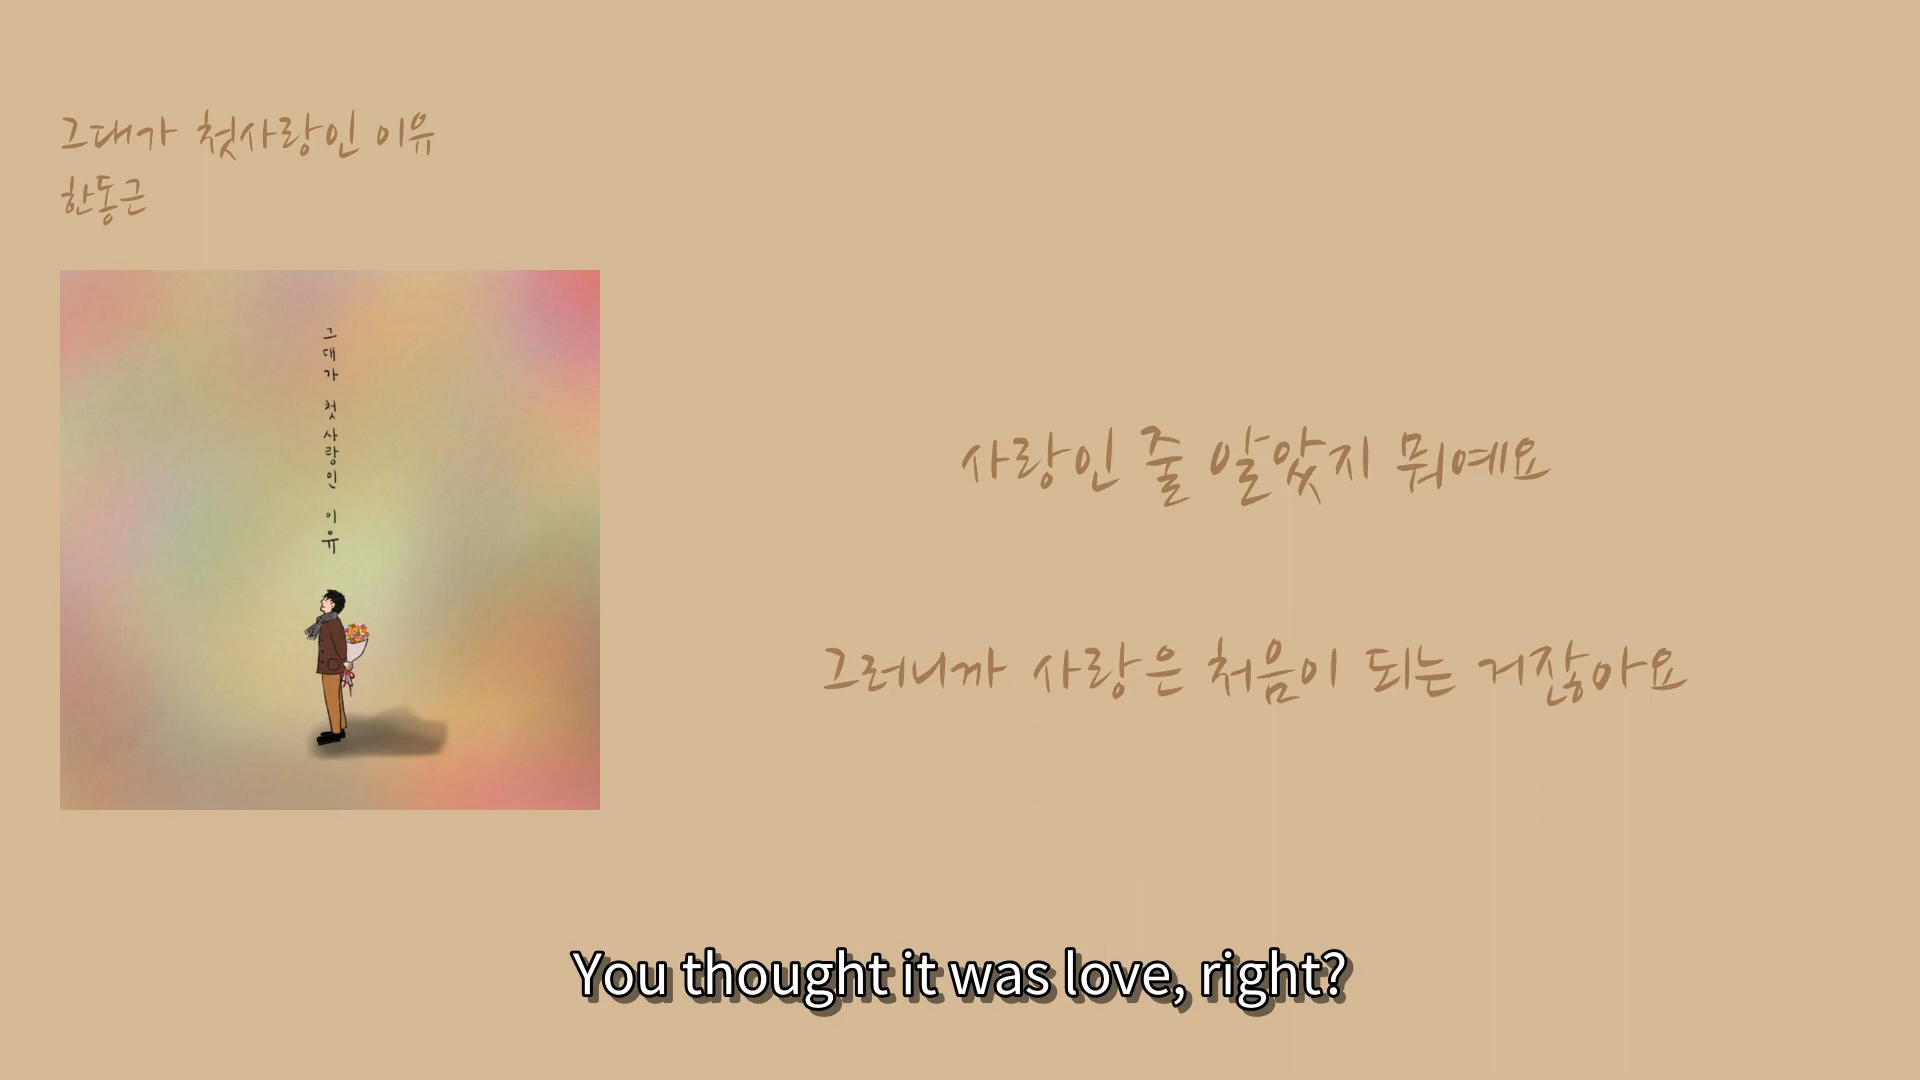 그대가 첫사랑인 이유
한동근
그대가 첫사랑인 이유
사랑인 줄 알았지 뭐예요
그러니까 사랑은 처음이 되는 거잖아요
You thought it was love, right?